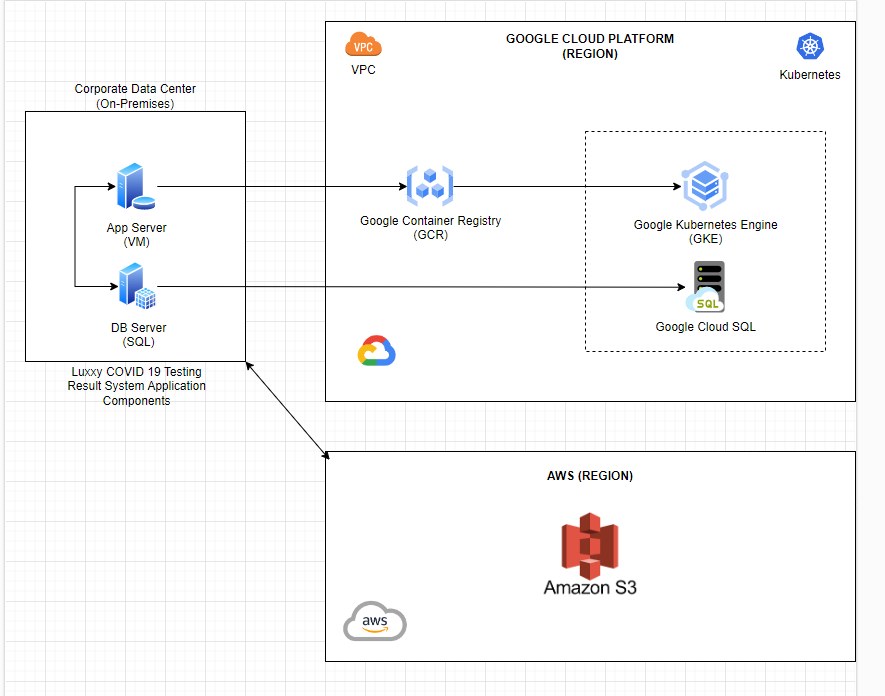 GOOGLE CLOUD PLATFORM
(REGION)
VPC
VPC
Kubernetes
Corporate Data Center
(On-Premises)
App Server
(VM)
Google Container Registry
(GCR)
Google Kubernetes Engine
(GKE)
DB Server
(SQL)
SQL
Google Cloud SQL
Luxxy COVID 19 Testing
Result System Application
Components
AWS (REGION)
Amazon S3
aws